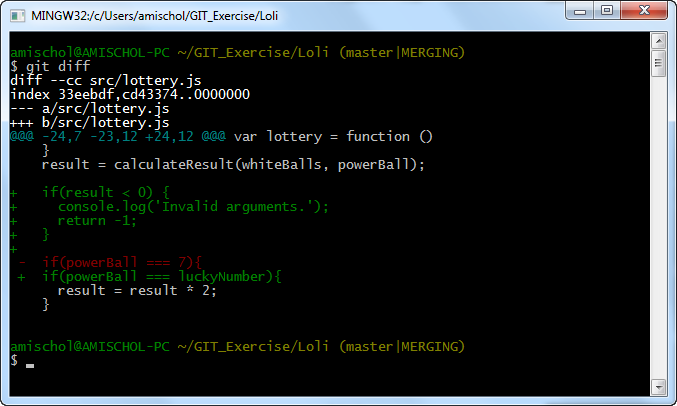 MINGW32:/c/Users/amischol/GIT_Exercise/Loli
amischol@AMISCHOL-PC ~/GIT_Exercise/Loli (master|MERGING)
$ git diff
diff --cc src/lottery.js
index 33eebdf,cd43374..0000000
--- a/src/lottery.js
+++ b/src/lottery.js
@@@ -24,7 -23,12 +24,12 @@@ var lottery = function ()
    }
    result = calculateResult(whiteBalls, powerBall);
+   if(result < 0) {
+     console.log('Invalid arguments.');
+     return -1;
+   }
+
 -  if(powerBall === 7){
 +  if(powerBall === luckyNumber){
      result = result * 2;
    }
amischol@AMISCHOL-PC ~/GIT_Exercise/Loli (master|MERGING)
$